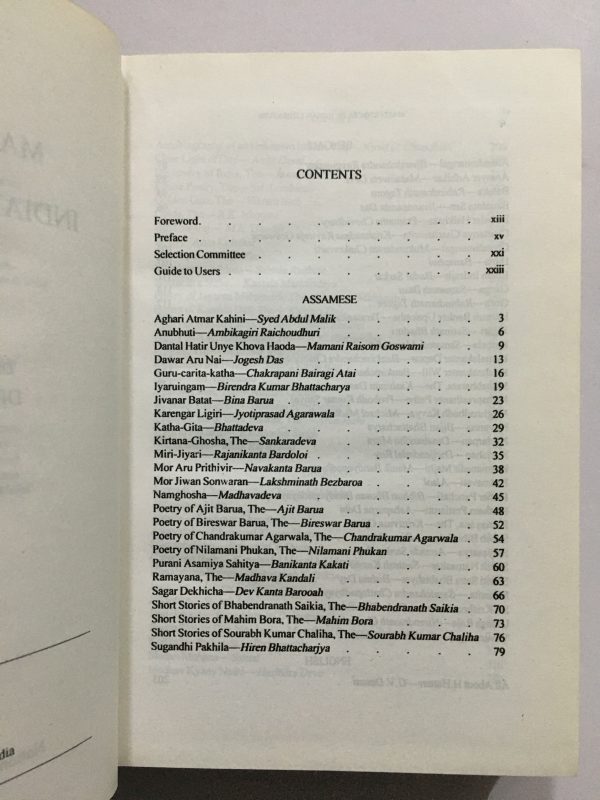 CONTENTS
Foreword. . . . . . . . . . xiii
Preface . . . . . . . . . . xv
Selection Committee . . . . . . . . xxi
Guide to Users . . . . . . . . . xxiii
ASSAMESE
Aghari Atmar Kahini—Syed Abdul Malik . . . . . 3
Anubhuti—Ambikagiri Raichoudhuri . . . . . 6
Dantal Hatir Unye Khova Haoda—Mamani Raisom Goswami . . 9
Dawar Aru Nai—Jogesh Das . . . . . . 13
Guru-carita-katha—Chakrapani Bairagi Atai . . . . 16
Iyaruingam—Birendra Kumar Bhattacharya . . . . 19
Jivanar Batat—Bina Barua . . . . . . 23
Karengar Ligiri—Jyotiprasad Agarawala . . . . . 26
Katha-Gita—Bhattadeva . . . . . . 29
Kirtana-Ghosha, The—Sankaradeva . . . . . 32
Miri-Jiyari—Rajanikanta Bardoloi . . . . . 35
Mor Aru Prithivir—Navakanta Barua . . . . . 38
Mor Jiwan Sonwaran—Lakshminath Bezbaroa . . . . 42
Namghosha—Madhavadeva . . . . . . 45
Poetry of Ajit Barua, The—Ajit Barua . . . . . 48
Poetry of Bireswar Barua, The—Bireswar Barua . . . . 52
Poetry of Chandrakumar Agarwala, The—Chandrakumar Agarwala . 54
Poetry of Nilamani Phukan, The—Nilamani Phukan . . . 57
Purani Asamiya Sahitya—Banikanta Kakati . . . . 60
Ramayana, The—Madhava Kandali . . . . . 63
Sagar Dekhicha—Dev Kanta Barooah . . . . . 66
Short Stories of Bhabendranath Saikia, The—Bhabendranath Saikia . 70
Short Stories of Mahim Bora, The—Mahim Bora . . . 73
Short Stories of Sourabh Kumar Chaliha, The—Sourabh Kumar Chaliha 76
Sugandhi Pakhila—Hiren Bhattacharjya . . . . . 79